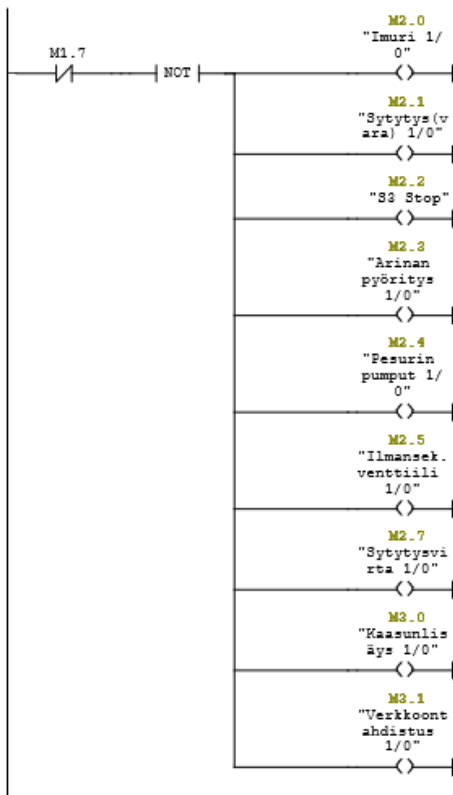 M2.0
"Imuri 1/
0"
M1.7
NOT
M2.1
"Sytytys(v
ara) 1/0"
M2.2
"S3 Stop"
M2.3
"Arinan
pyöritys
1/0"
M2.4
"Pesurin
pumput 1/
0"
M2.5
"Ilmansek.
venttiili
1/0"
M2.7
"Sytytysvi
rta 1/0"
M3.0
"Kaasunlis
äys 1/0"
M3.1
"Verkkoont
ahdistus
1/0"